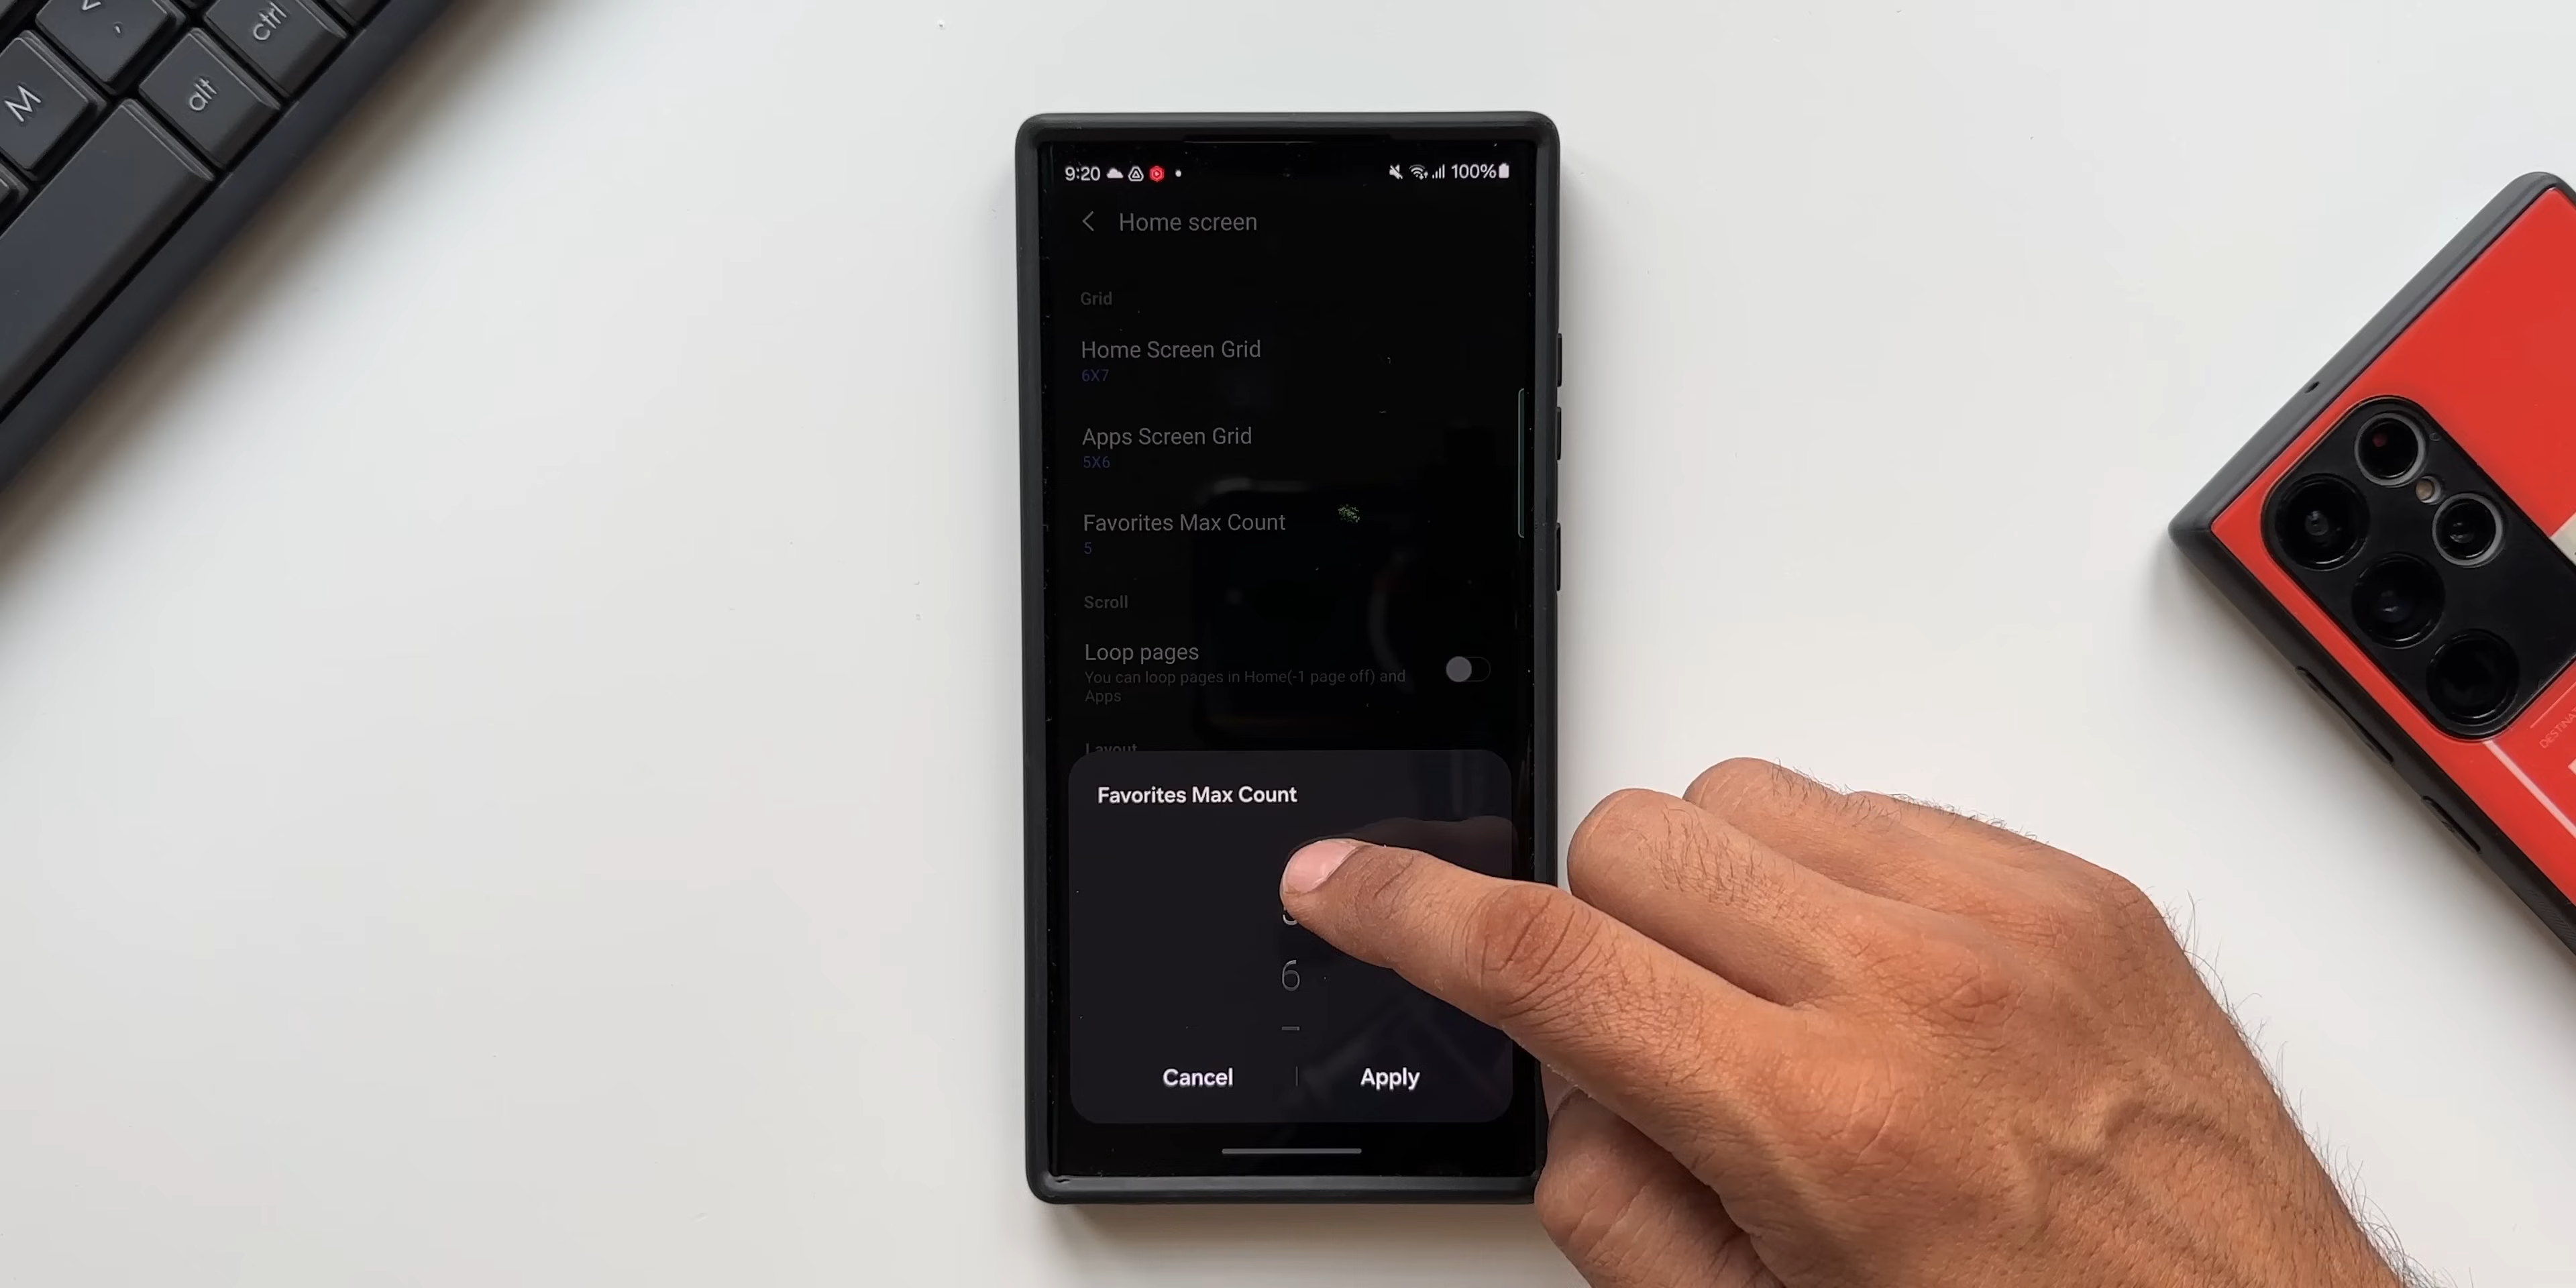 ctrl
alt
M
9:20
100%
Home screen
Grid
Home Screen Grid
6X7
Apps Screen Grid
5X6
Favorites Max Count
5
Scroll
Loop pages
You can loop pages in Home(-1 page off) and
Apps
Layout
Favorites Max Count
6
Cancel
Apply